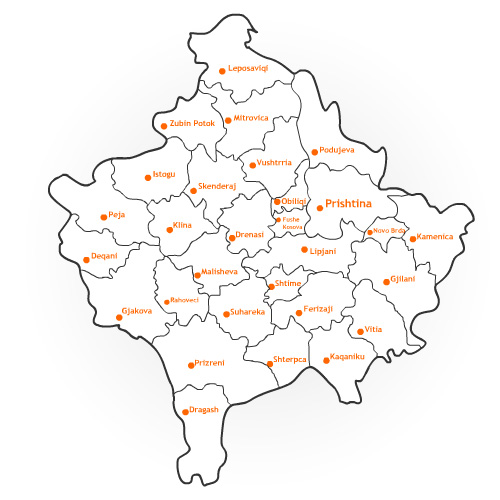 Leposaviqi
Zubin Potok
Mitrovica
Podujeva
Vushtrria
Istogu
Skenderaj
Obiliqi
Prishtina
Peja
Klina
Fushe
Kosova
Drenasi
Novo Brdo
Kamenica
Deqani
Lipjani
Malisheva
Shtime
Gjilani
Rahoveci
Gjakova
Suhareka
Ferizaji
Vitia
Prizreni
Shterpca
Kaqaniku
Dragash